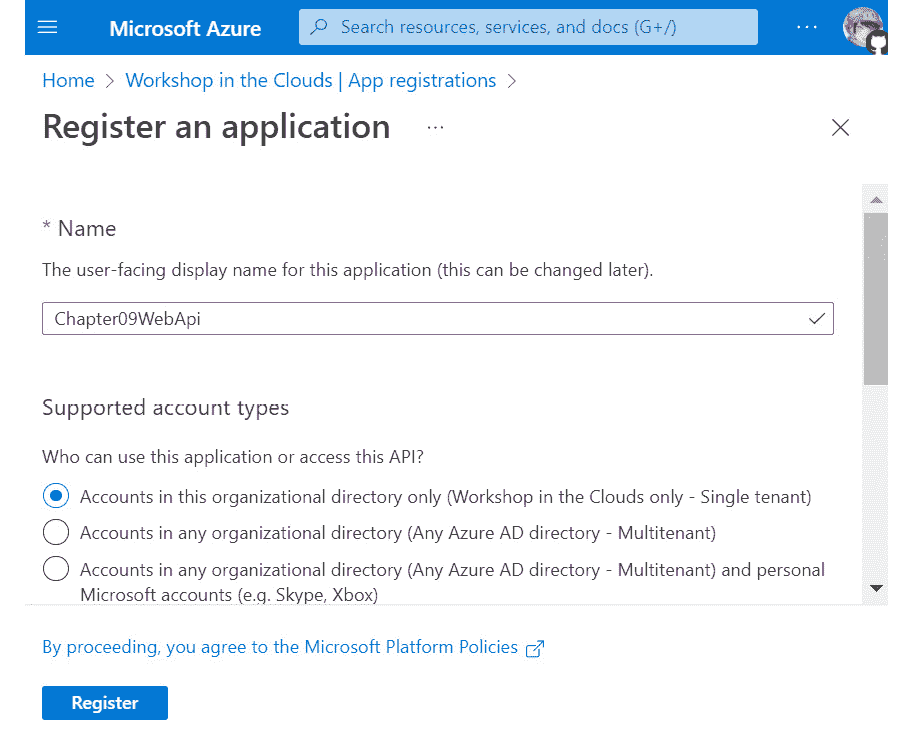 Microsoft Azure
Search resources, services, and docs (G+/)
Home > Workshop in the Clouds | App registrations >
Register an application ...
* Name
The user-facing display name for this application (this can be changed later).
Chapter09WebApi
Supported account types
Who can use this application or access this API?
Accounts in this organizational directory only (Workshop in the Clouds only - Single tenant)
Accounts in any organizational directory (Any Azure AD directory - Multitenant)
Accounts in any organizational directory (Any Azure AD directory - Multitenant) and personal
Microsoft accounts (e.g. Skype, Xbox)
By proceeding, you agree to the Microsoft Platform Policies
Register